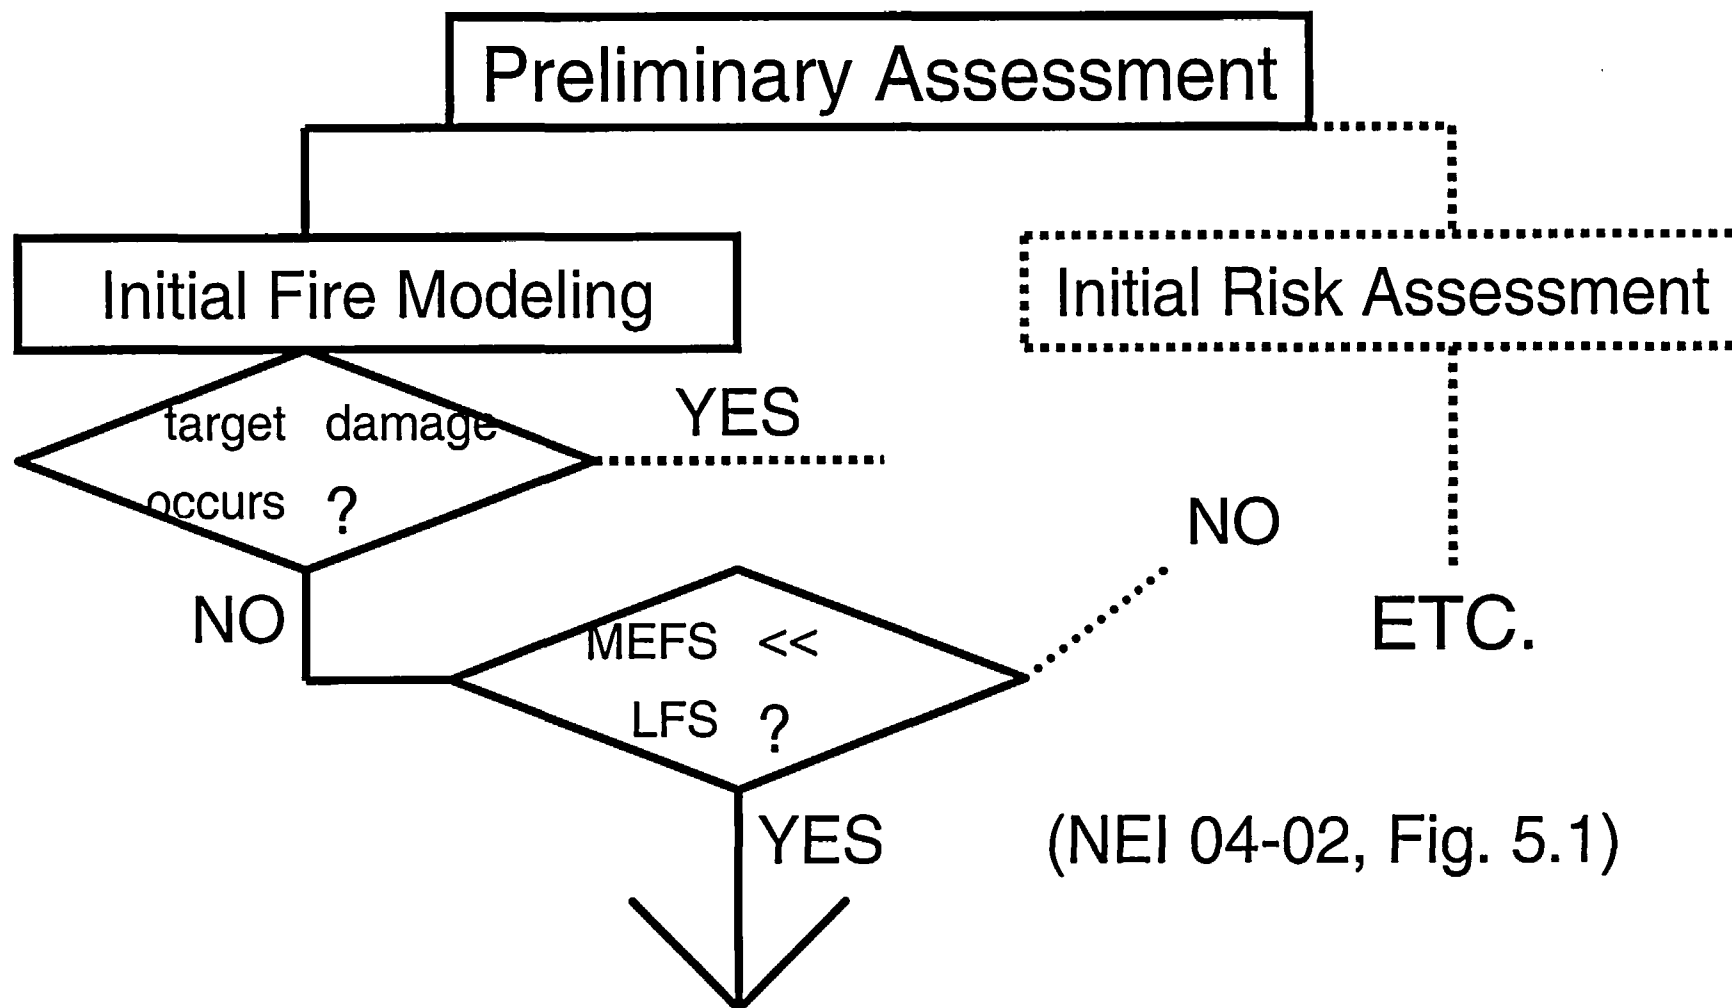 Preliminary Assessment
Initial Fire Modeling
Initial Risk Assessment
target damage
occurs ?
YES
NO
MEFS <<
LFS ?
NO
ETC.
YES
(NEI 04-02, Fig. 5.1)